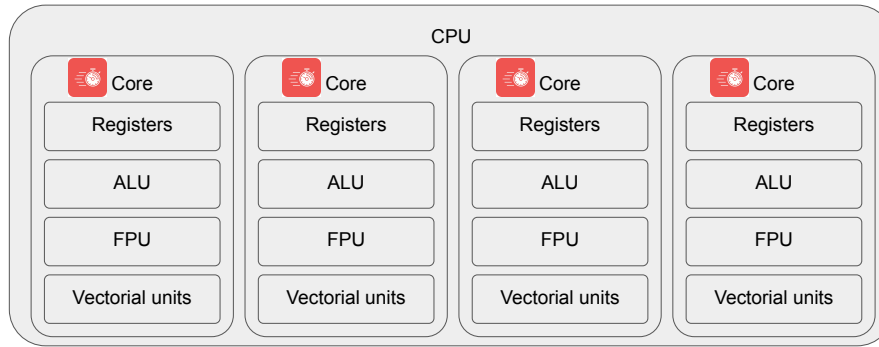 CPU
Core
Registers
ALU
FPU
Vectorial units
Core
Registers
ALU
FPU
Vectorial units
Core
Registers
ALU
FPU
Vectorial units
Core
Registers
ALU
FPU
Vectorial units